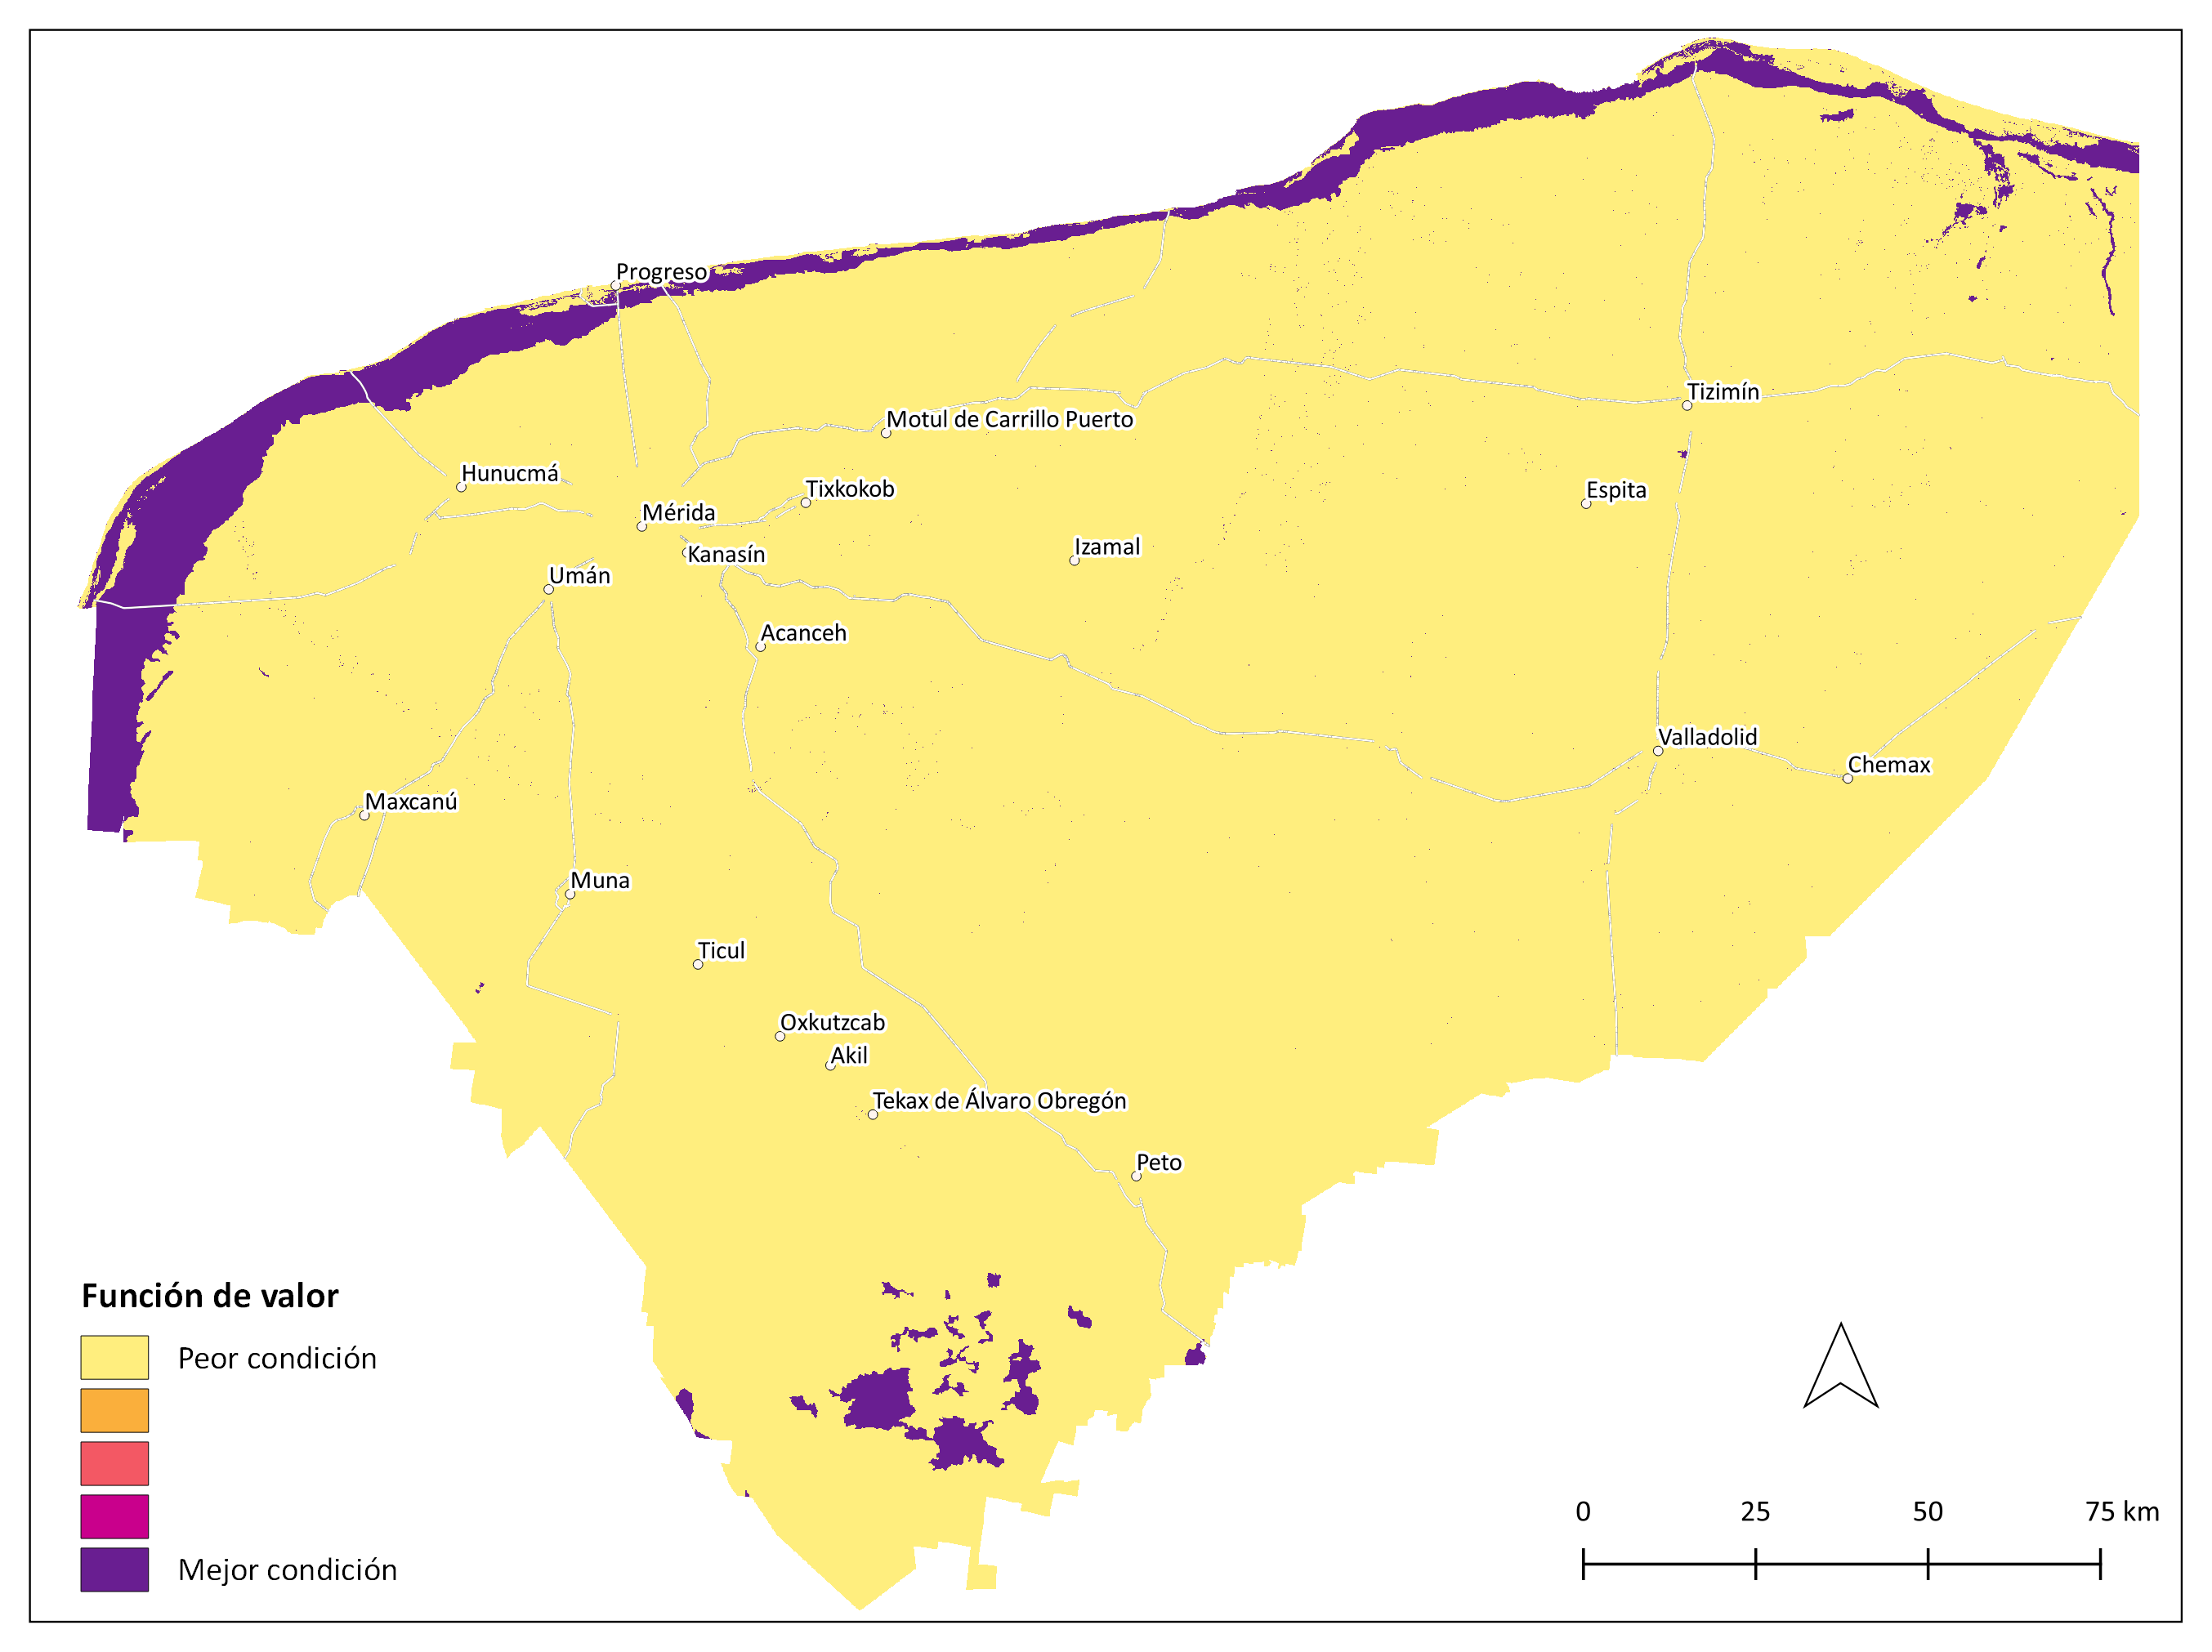 Progreso
Tizimín
Motul de Carrillo Puerto
Hunucmá
Tixkokob
Espita
Mérida
Izamal
Kanasín
Umán
Acanceh
Valladolid
Chemax
Maxcanú
Muna
Ticul
Oxkutzcab
Akil
Tekax de Álvaro Obregón
Peto
Función de valor
Peor condición
Mejor condición
0 25 50 75 km